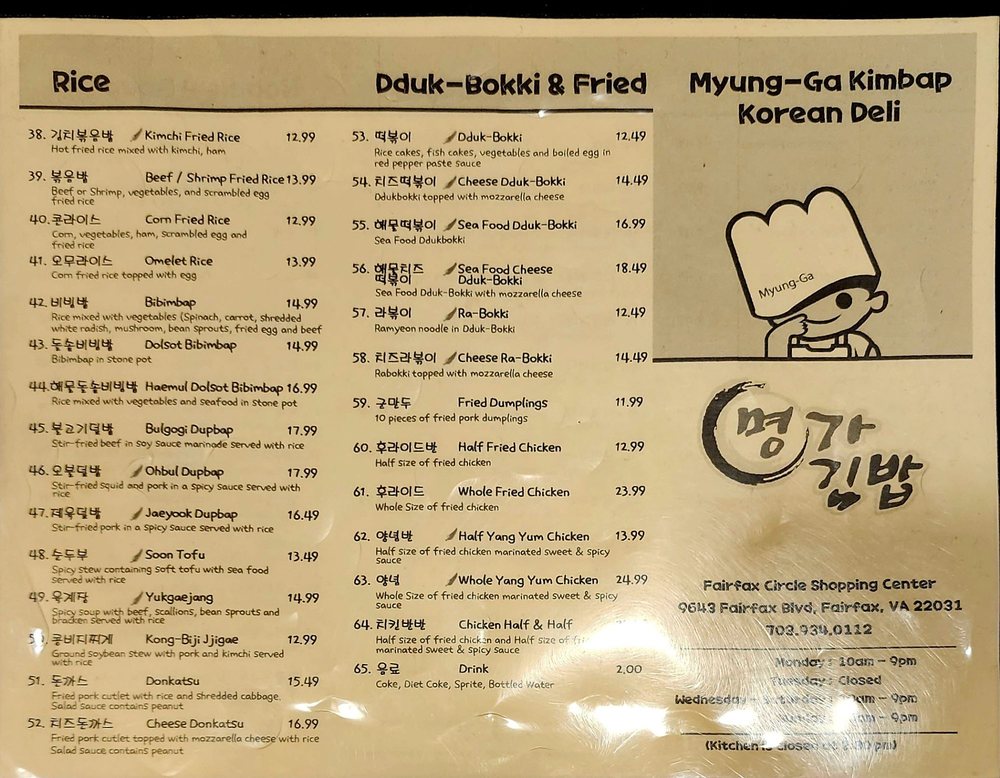 Rice
38. 김치볶음밥 Kimchi Fried Rice 12.99
Hot fried rice mixed with kimchi, ham
39. 볶음밥 Beef / Shrimp Fried Rice 13.99
Beef or Shrimp, vegetables, and scrambled egg
fried rice
40. 콘라이스 Corn Fried Rice 12.99
Corn, vegetables, ham, scrambled egg and
fried rice
41. 오무라이스 Omelet Rice 13.99
Corn fried rice topped with egg
42. 비빔밥 Bibimbap 14.99
Rice mixed with vegetables (Spinach, carrot, shredded
white radish, mushroom, bean sprouts, fried egg and beef
43. 돌솥비빔밥 Dolsot Bibimbap 14.99
Bibimbap in stone pot
44. 해물돌솥비빔밥 Haemul Dolsot Bibimbap 16.99
Rice mixed with vegetables and seafood in stone pot
45. 불고기덮밥 Bulgogi Dupbap 17.99
Stir-fried beef in soy sauce marinade served with rice
46. 오불덮밥 Ohbul Dupbap 17.99
Stir-fried squid and pork in a spicy sauce served with
rice
47. 제육덮밥 Jaeyook Dupbap 16.49
Stir-fried pork in a spicy sauce served with rice
48. 순두부 Soon Tofu 13.49
Spicy stew containing soft tofu with sea food
served with rice
49. 육계장 Yukgaejang 14.99
Spicy soup with beef, scallions, bean sprouts and
bracken served with rice
콩비지찌게 Kong-Biji Jjigae 12.99
Ground soybean stew with pork and kimchi served
with rice
51. 돈까스 Donkatsu 15.49
Fried pork cutlet with rice and shredded cabbage.
Salad sauce contains peanut
52. 치즈돈까스 Cheese Donkatsu 16.99
Fried pork cutlet topped with mozzarella cheese with rice
Salad sauce contains peanut
Dduk-Bokki & Fried
53. 떡볶이 Dduk-Bokki 12.49
Rice cakes, fish cakes, vegetables and boiled egg in
red pepper paste sauce
54. 치즈떡볶이 Cheese Dduk-Bokki 14.49
Ddukbokki topped with mozzarella cheese
55. 해물떡볶이 Sea Food Dduk-Bokki 16.99
Sea Food Ddukbokki
56. 해물치즈 Sea Food Cheese 18.49
떡볶이 Dduk-Bokki
Sea Food Dduk-Bokki with mozzarella cheese
57. 라볶이 Ra-Bokki 12.49
Ramyeon noodle in Dduk-Bokki
58. 치즈라볶이 Cheese Ra-Bokki 14.49
Rabokki topped with mozzarella cheese
59. 군만두 Fried Dumplings 11.99
10 pieces of fried pork dumplings
60. 후라이드반 Half Fried Chicken 12.99
Half size of fried chicken
61. 후라이드 Whole Fried Chicken 23.99
Whole Size of fried chicken
62. 양념반 Half Yang Yum Chicken 13.99
Half size of fried chicken marinated sweet & spicy
sauce
63. 양념 Whole Yang Yum Chicken 24.99
Whole Size of fried chicken marinated sweet & spicy
sauce
64. 치킨반반 Chicken Half & Half
Half size of fried chicken and Half size of fried
marinated sweet & spicy Sauce
65. 음료 Drink 2.00
Coke, Diet Coke, Sprite, Bottled Water
Myung-Ga Kimbap
Korean Deli
Myung-Ga
명가
김밥
Fairfax Circle Shopping Center
9643 Fairfax Blvd, Fairfax, VA 22031
703.934.0112
Monday : 10am - 9pm
Tuesday : Closed
Wednesday - Saturday : - 9pm
- 9pm
(Kitchen is closed at 8:30 pm)